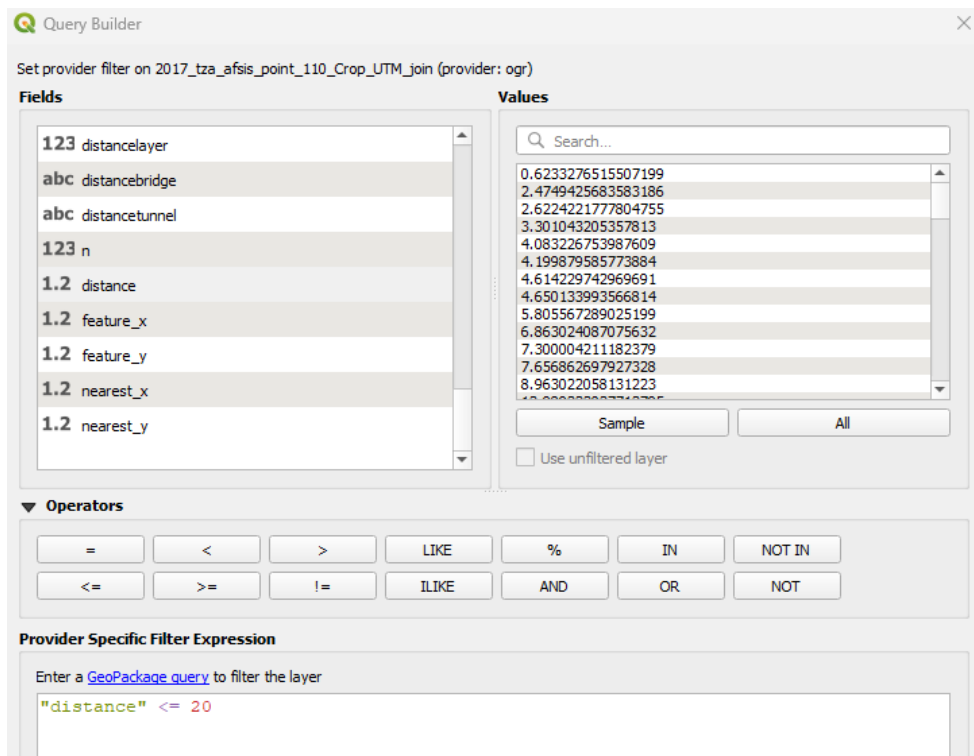 Query Builder
Set provider filter on 2017_tza_afsis_point_110_Crop_UTM_join (provider: ogr)
Fields
123 distancelayer
abc distancebridge
abc distancetunnel
123 n
1.2 distance
1.2 feature_x
1.2 feature_y
1.2 nearest_x
1.2 nearest_y
Values
Search...
0.6233276515507199
2.4749425683583186
2.6224221777804755
3.301043205357813
4.083226753987609
4.199879585773884
4.614229742969691
4.650133993566814
5.805567289025199
6.863024087075632
7.300004211182379
7.656862697927328
8.963022058131223
Sample All
Use unfiltered layer
Operators
= < > LIKE % IN NOT IN
<= >= != ILIKE AND OR NOT
Provider Specific Filter Expression
Enter a GeoPackage query to filter the layer
"distance" <= 20